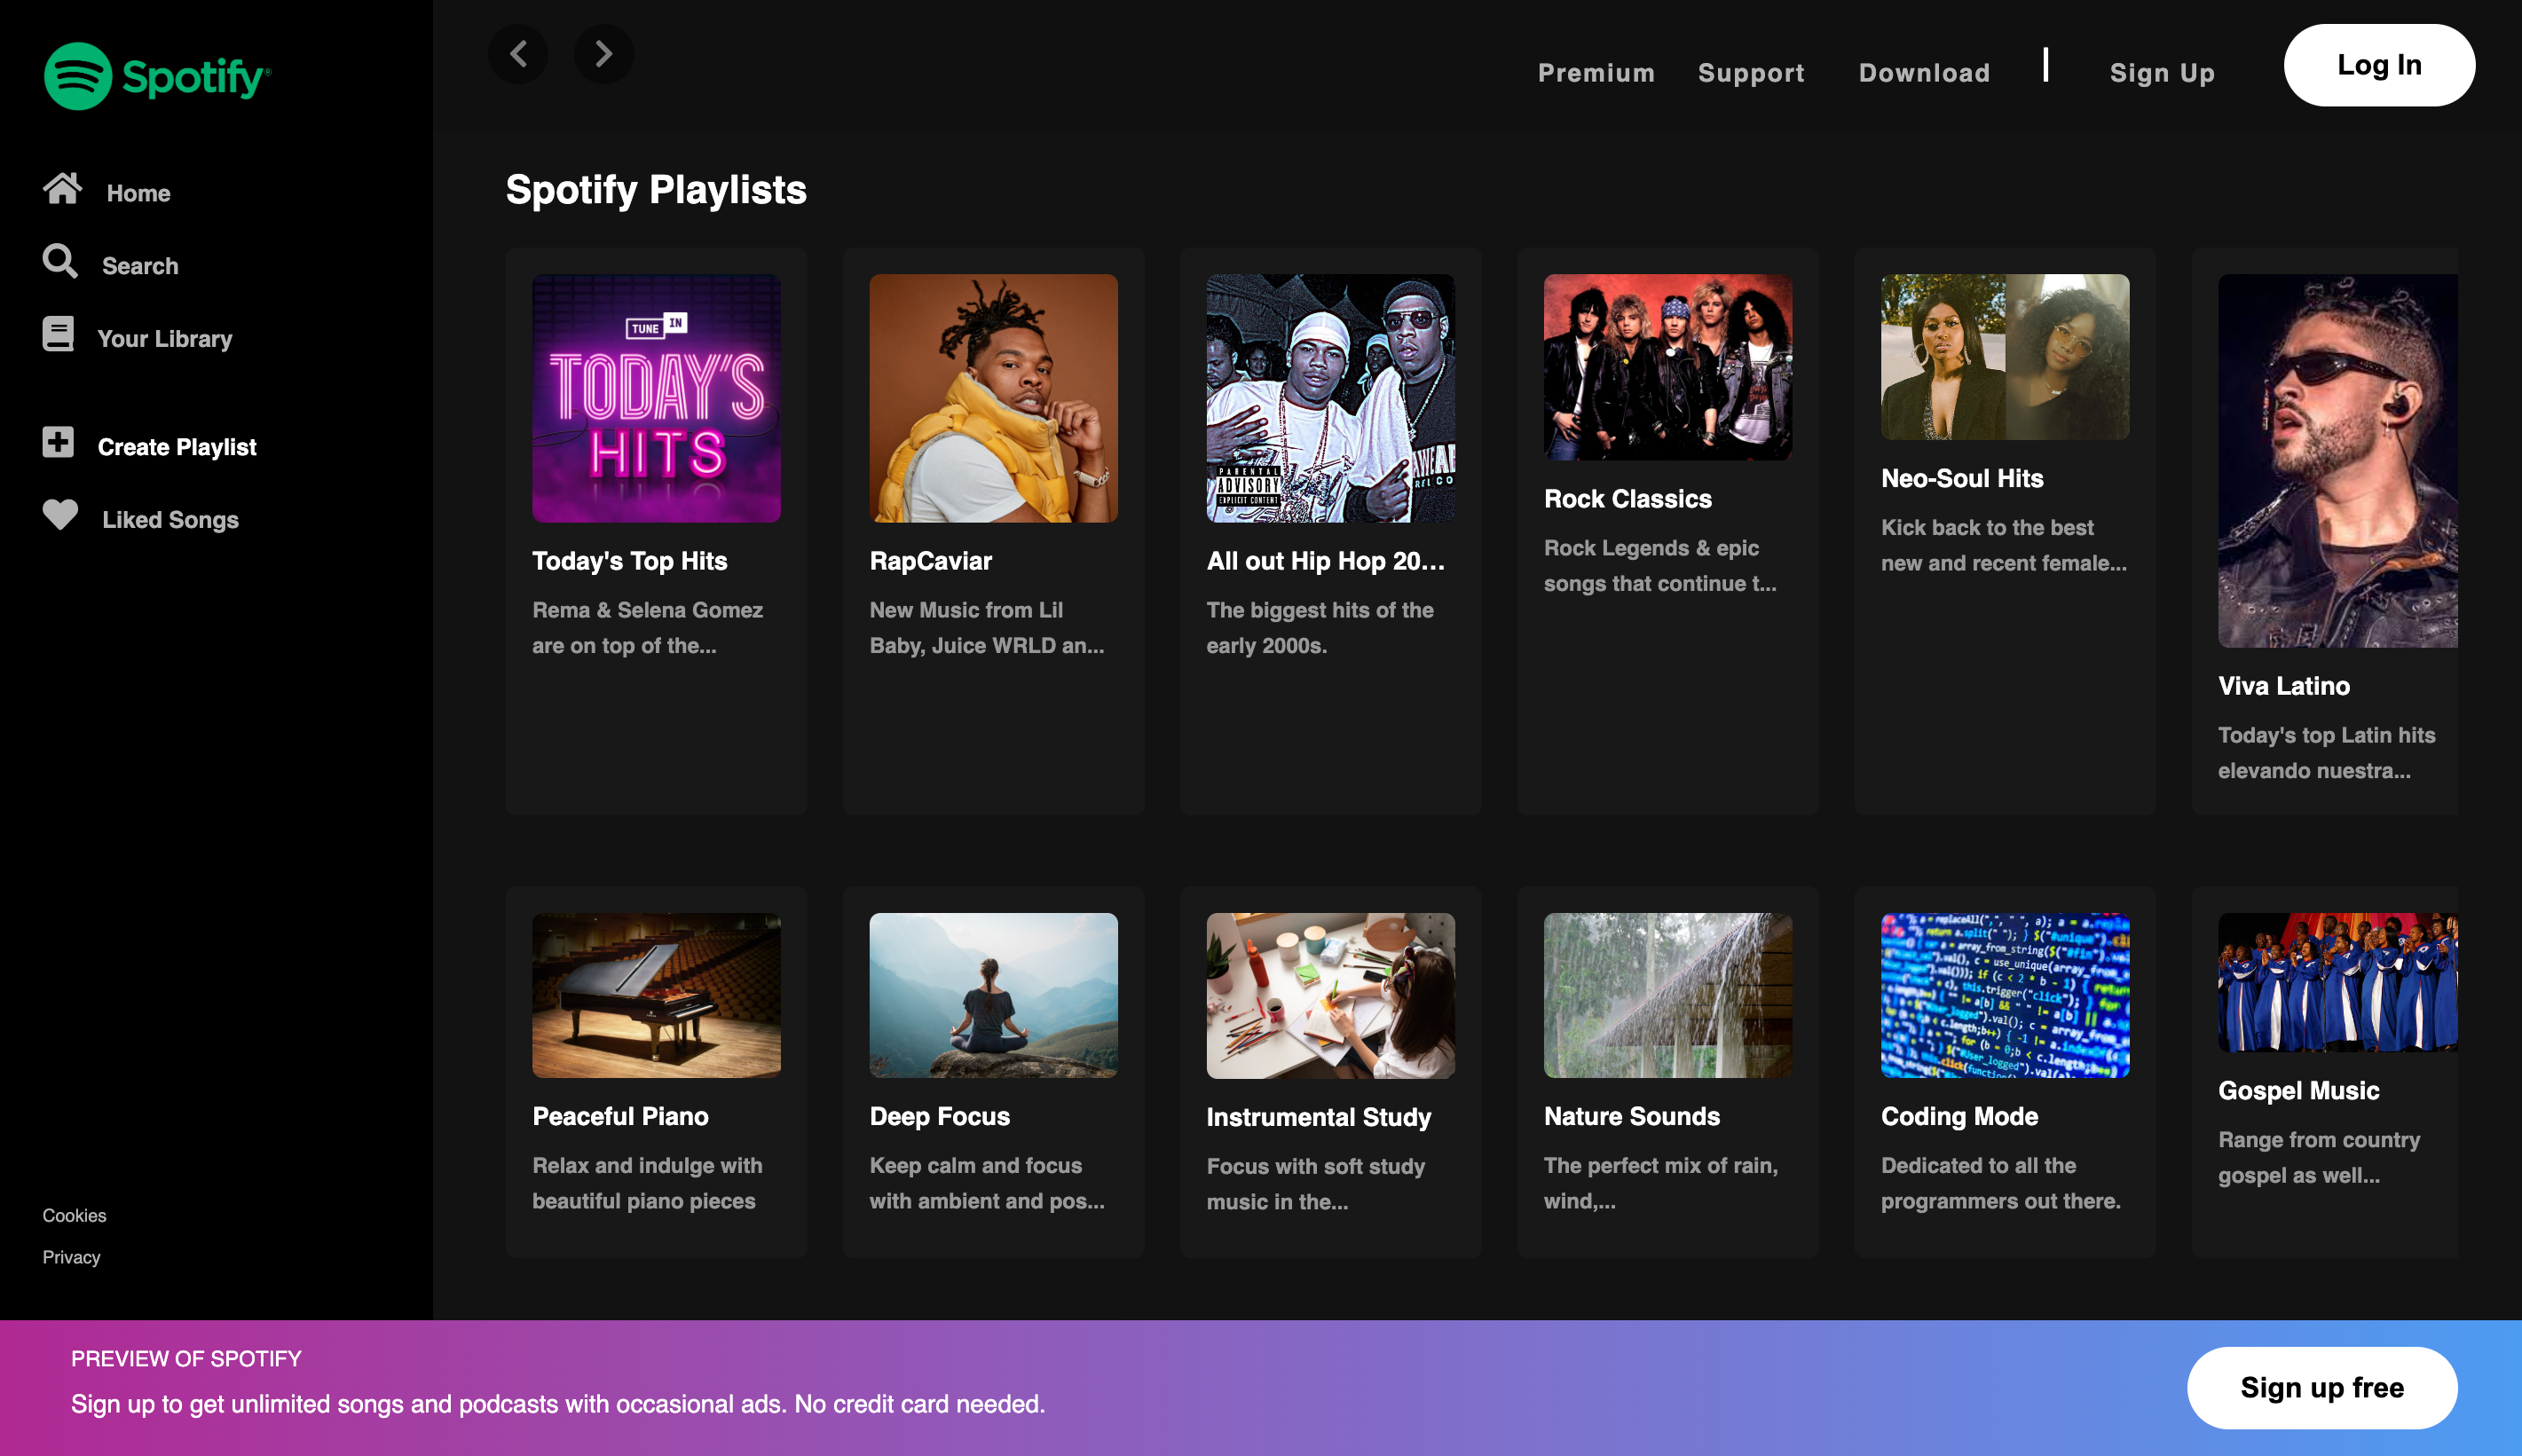 Spotify®
Home
Search
Your Library
Create Playlist
Liked Songs
Cookies
Privacy
Premium
Support
Download
Sign Up
Log In
Spotify Playlists
TUNE IN
TODAY'S
HITS
Today's Top Hits
Rema & Selena Gomez
are on top of the...
RapCaviar
New Music from Lil
Baby, Juice WRLD an...
PARENTAL
ADVISORY
EXPLICIT CONTENT
All out Hip Hop 20...
The biggest hits of the
early 2000s.
Rock Classics
Rock Legends & epic
songs that continue t...
Neo-Soul Hits
Kick back to the best
new and recent female...
Viva Latino
Today's top Latin hits
elevando nuestra...
Peaceful Piano
Relax and indulge with
beautiful piano pieces
Deep Focus
Keep calm and focus
with ambient and pos...
Instrumental Study
Focus with soft study
music in the...
Nature Sounds
The perfect mix of rain,
wind,...
Coding Mode
Dedicated to all the
programmers out there.
Gospel Music
Range from country
gospel as well...
PREVIEW OF SPOTIFY
Sign up to get unlimited songs and podcasts with occasional ads. No credit card needed.
Sign up free